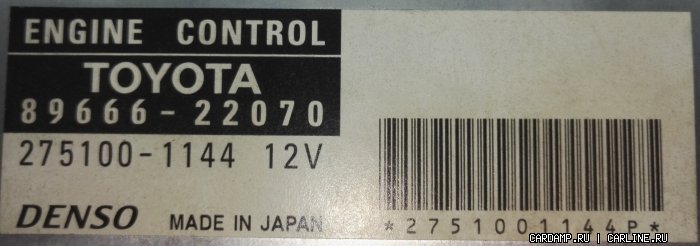 ENGINE CONTROL
TOYOTA
89666-22070
275100-1144 12V
DENSO MADE IN JAPAN
*2751001144P*
CARDAMP.RU | CARLINE.RU